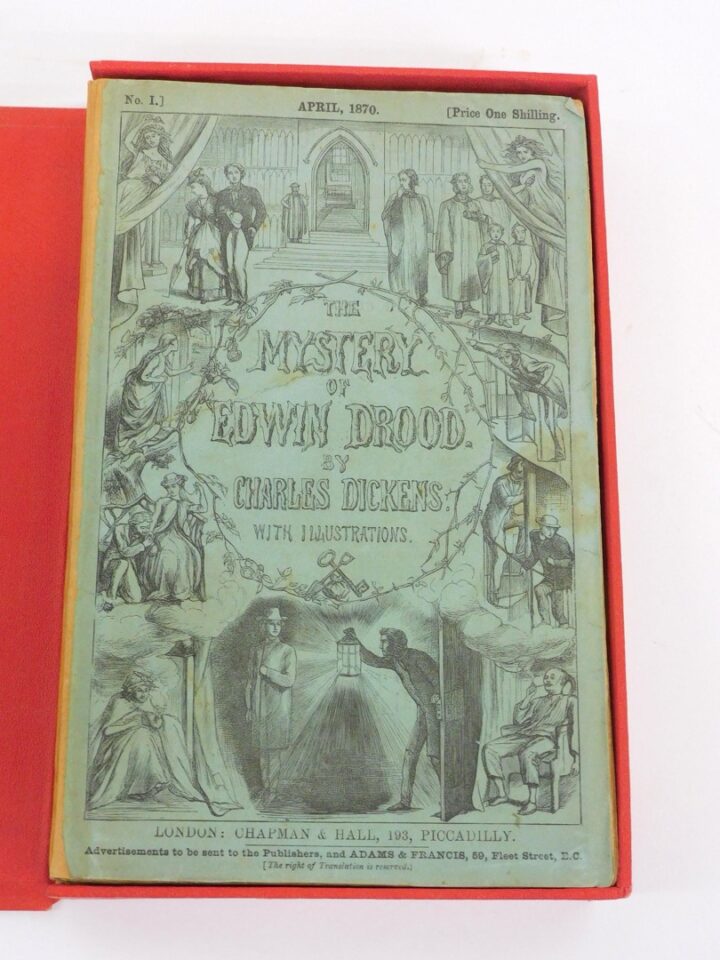 No. I.]
APRIL, 1870.
[Price One Shilling.
THE
MYSTERY
OF
EDWIN DROOD.
BY
CHARLES DICKENS.
WITH ILLUSTRATIONS.
LONDON: CHAPMAN & HALL, 193, PICCADILLY.
Advertisements to be sent to the Publishers, and ADAMS & FRANCIS, 59, Fleet Street, E.C.
[The right of Translation is reserved.]